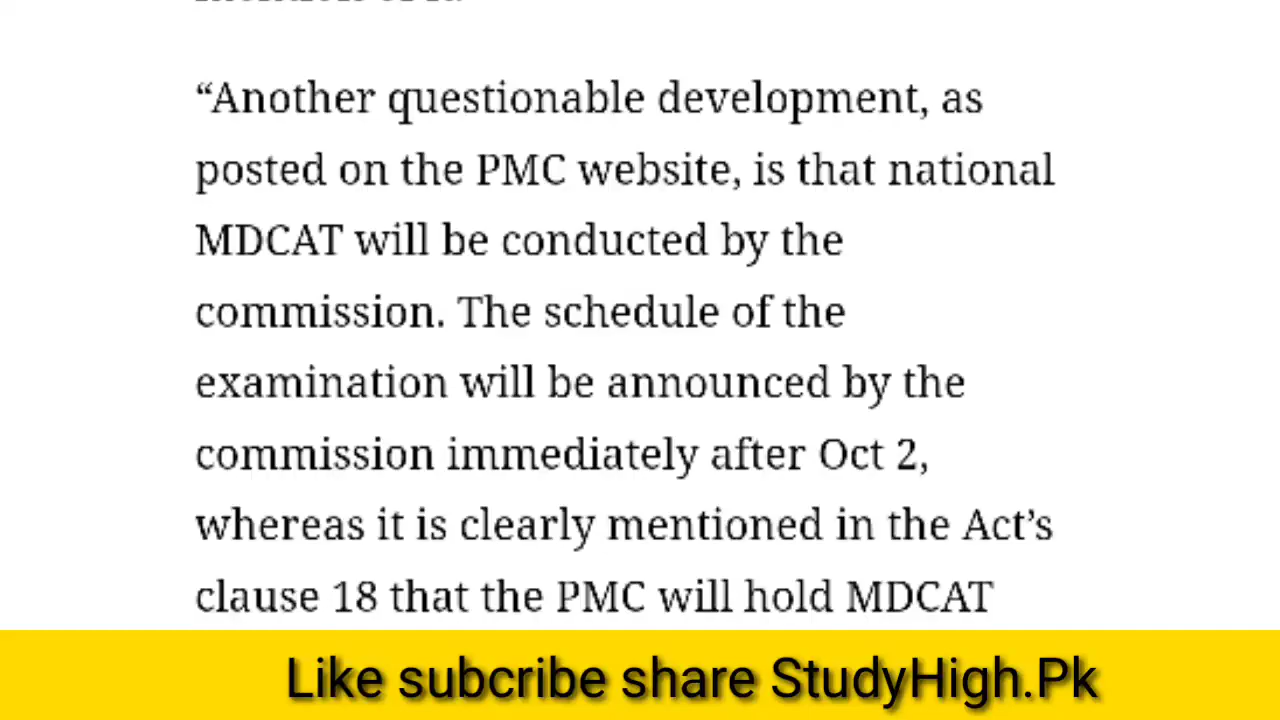 “Another questionable development, as
posted on the PMC website, is that national
MDCAT will be conducted by the
commission. The schedule of the
examination will be announced by the
commission immediately after Oct 2,
whereas it is clearly mentioned in the Act’s
clause 18 that the PMC will hold MDCAT
Like subcribe share StudyHigh.Pk